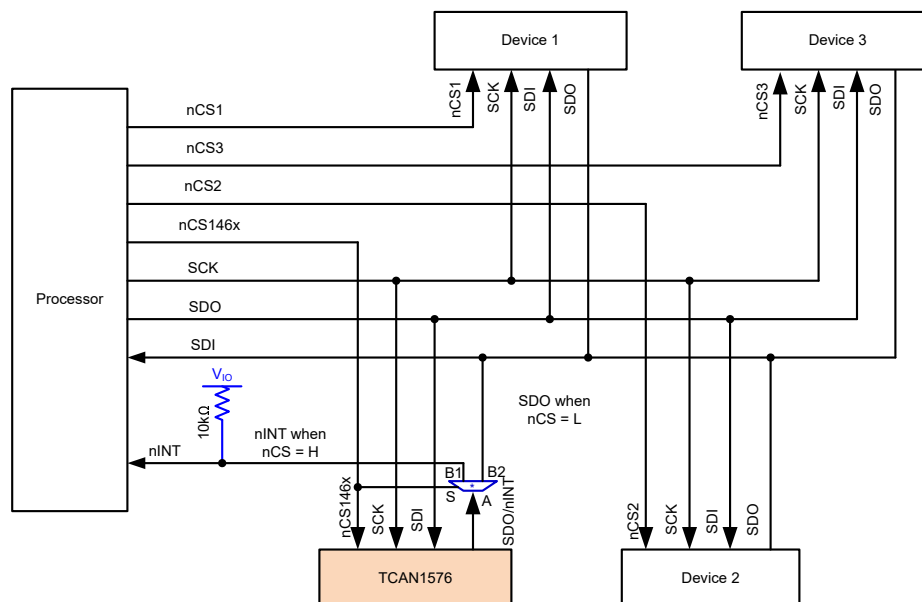 Device 1
Device 3
nCS1
SCK
SDI
SDO
nCS3
SCK
SDI
SDO
nCS1
nCS3
nCS2
nCS146x
SCK
Processor
SDO
SDI
VIO
10kΩ
SDO when
nCS = L
nINT when
nCS = H
nINT
B1
B2
*
S
A
nCS146x
SCK
SDI
SDO/nINT
nCS2
SCK
SDI
SDO
TCAN1576
Device 2